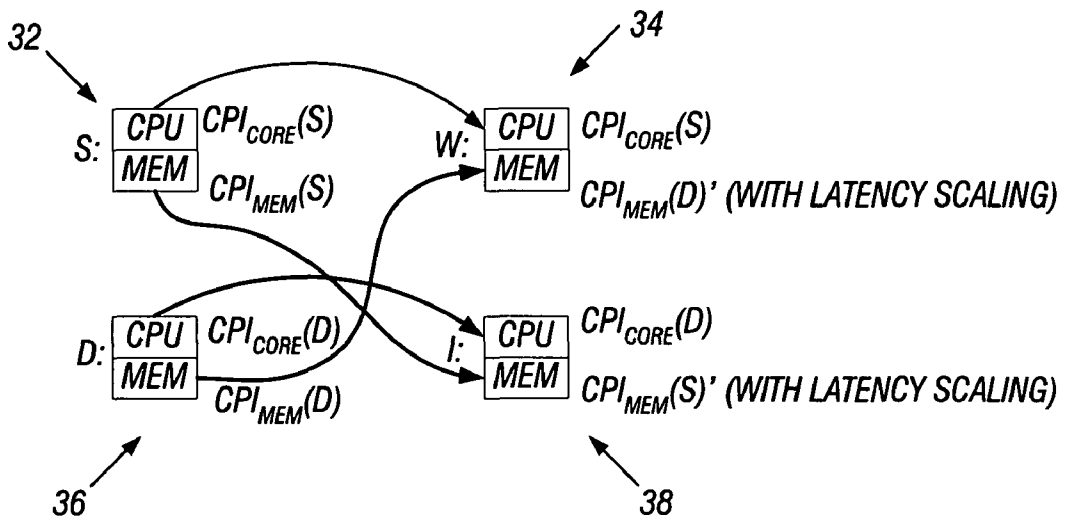 32
34
S:
CPU
CPI_CORE(S)
MEM
CPI_MEM(S)
W:
CPU
CPI_CORE(S)
MEM
CPI_MEM(D)' (WITH LATENCY SCALING)
D:
CPU
CPI_CORE(D)
MEM
CPI_MEM(D)
I:
CPU
CPI_CORE(D)
MEM
CPI_MEM(S)' (WITH LATENCY SCALING)
36
38